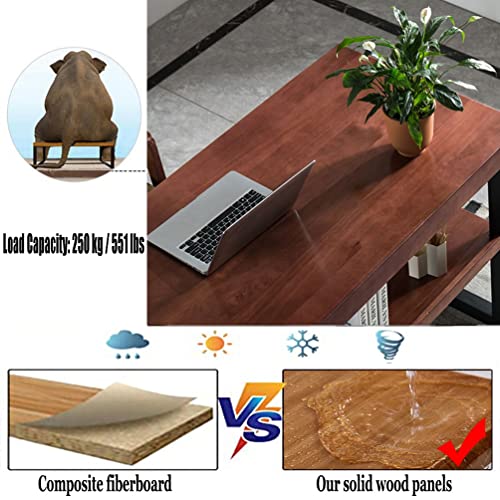 Load Capacity: 250 kg / 551 lbs
VS
Composite fiberboard
Our solid wood panels